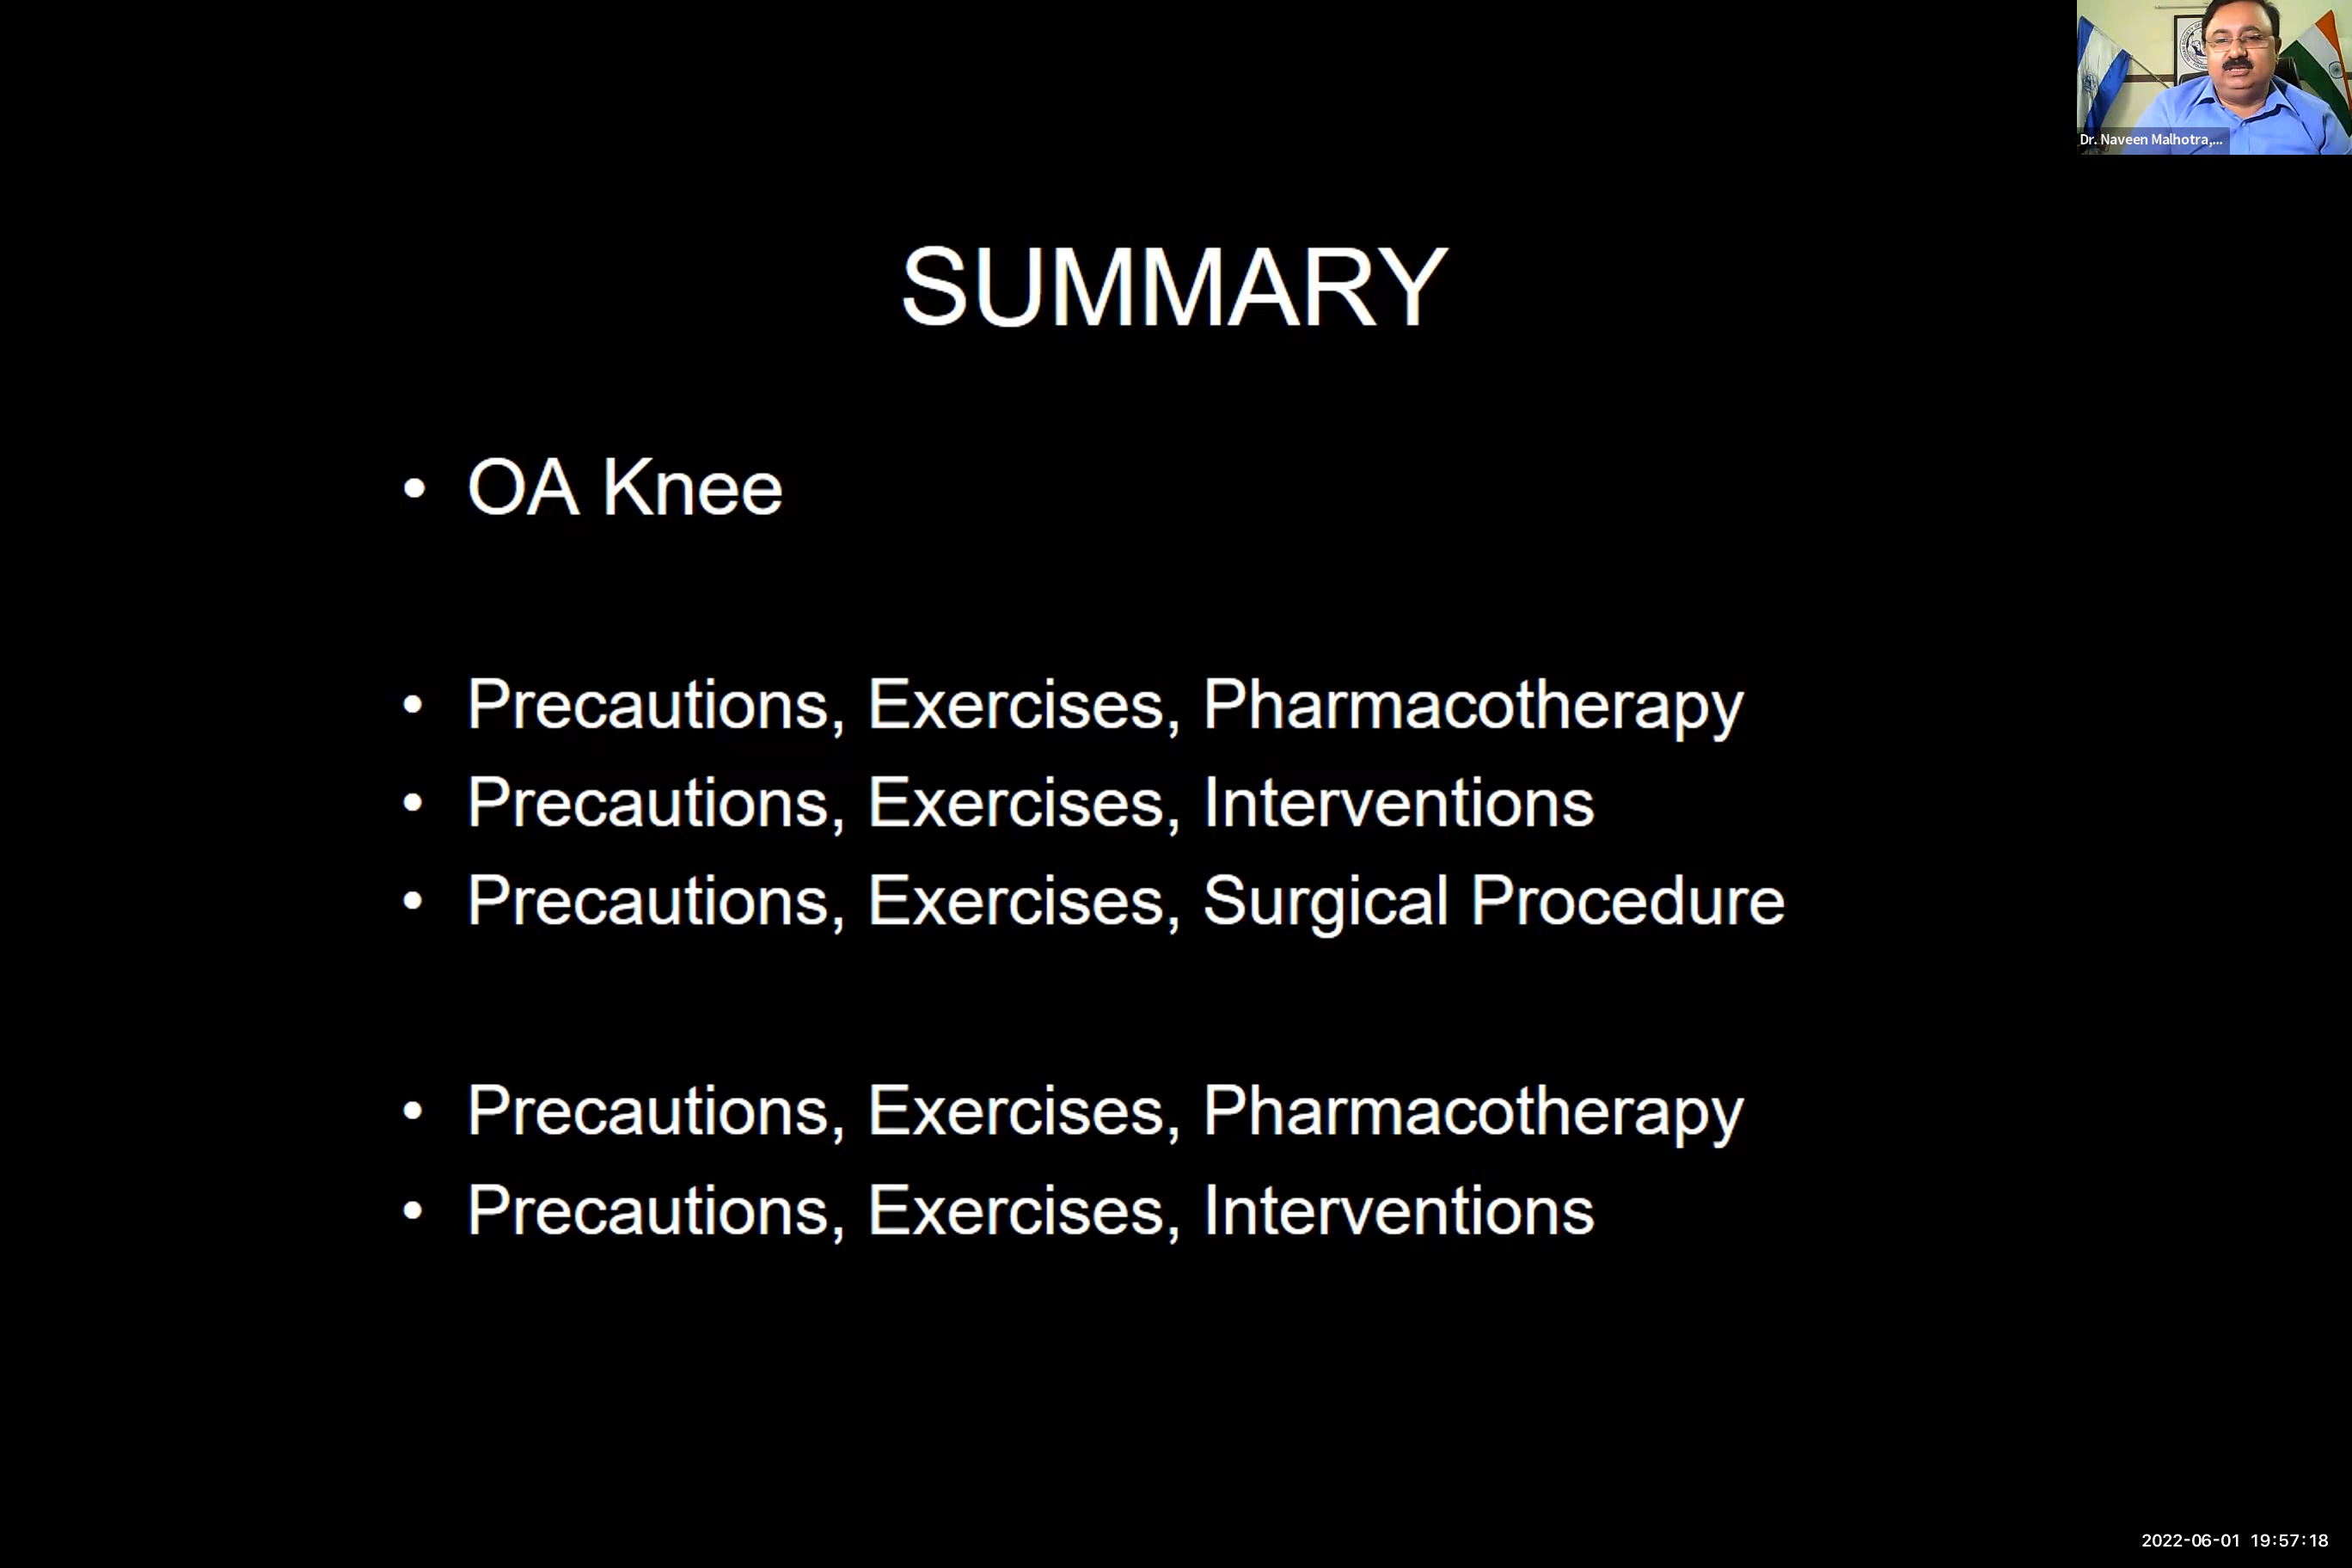 Dr. Naveen Malhotra,...
SUMMARY
• OA Knee
• Precautions, Exercises, Pharmacotherapy
• Precautions, Exercises, Interventions
• Precautions, Exercises, Surgical Procedure
• Precautions, Exercises, Pharmacotherapy
• Precautions, Exercises, Interventions
2022-06-01 19:57:18